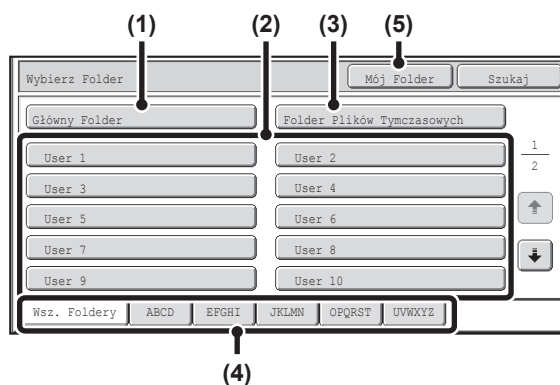 (1) (2) (3) (5)
Wybierz Folder Mój Folder Szukaj
Główny Folder Folder Plików Tymczasowych
User 1 User 2
1
2
User 3 User 4
User 5 User 6
User 7 User 8
User 9 User 10
Wsz. Foldery ABCD EFGHI JKLMN OPQRST UVWXYZ
(4)